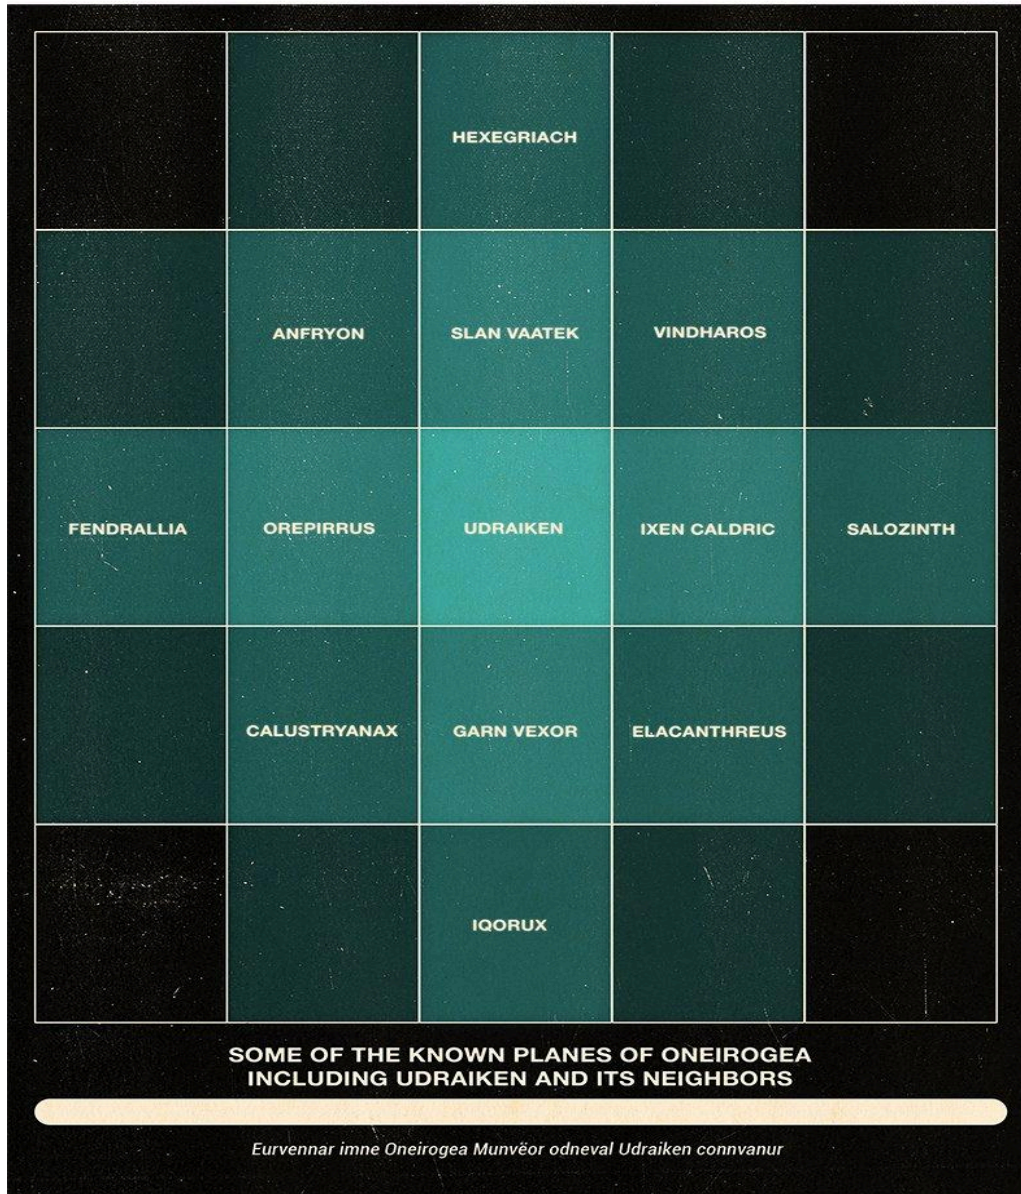 HEXEGRIACH
ANFRYON
SLAN VAATEK
VINDHAROS
FENDRALLIA
OREPIRRUS
UDRAIKEN
IXEN CALDRIC
SALOZINTH
CALUSTRYANAX
GARN VEXOR
ELACANTHREUS
IQORUX
SOME OF THE KNOWN PLANES OF ONEIROGEA
INCLUDING UDRAIKEN AND ITS NEIGHBORS
Eurvennar imne Oneirogea Munvëor odneval Udraiken connvanur